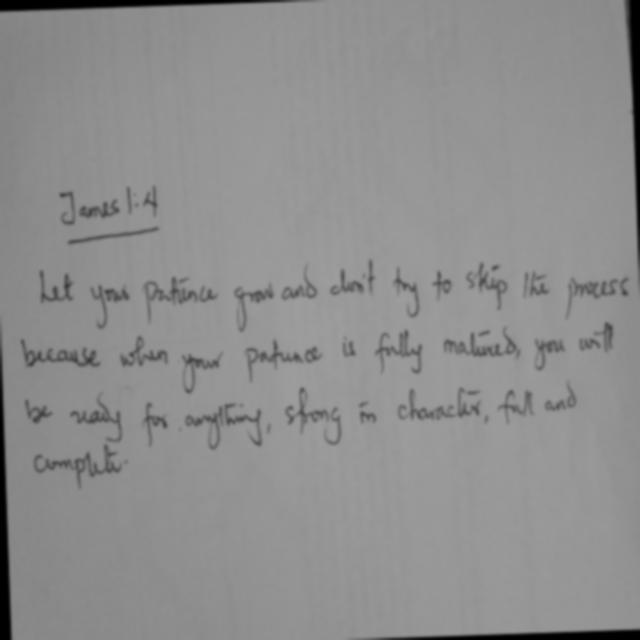 James 1:4
Let your patience grow and don't try to skip the process
because when your patience is fully matured, you will
be ready for anything, strong in character, full and
complete.